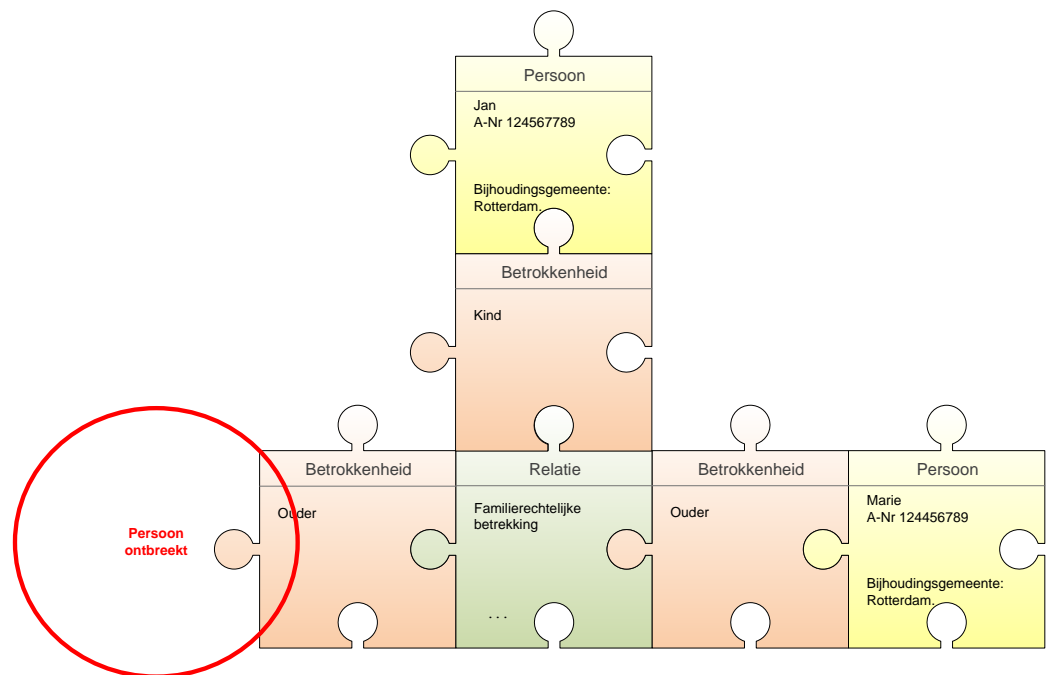 Persoon
Jan
A-Nr 124567789
Bijhoudingsgemeente:
Rotterdam.
Betrokkenheid
Kind
Persoon
ontbreekt
Betrokkenheid
Ouder
Relatie
Familierechtelijke
betrekking
. . .
Betrokkenheid
Ouder
Persoon
Marie
A-Nr 124456789
Bijhoudingsgemeente:
Rotterdam.